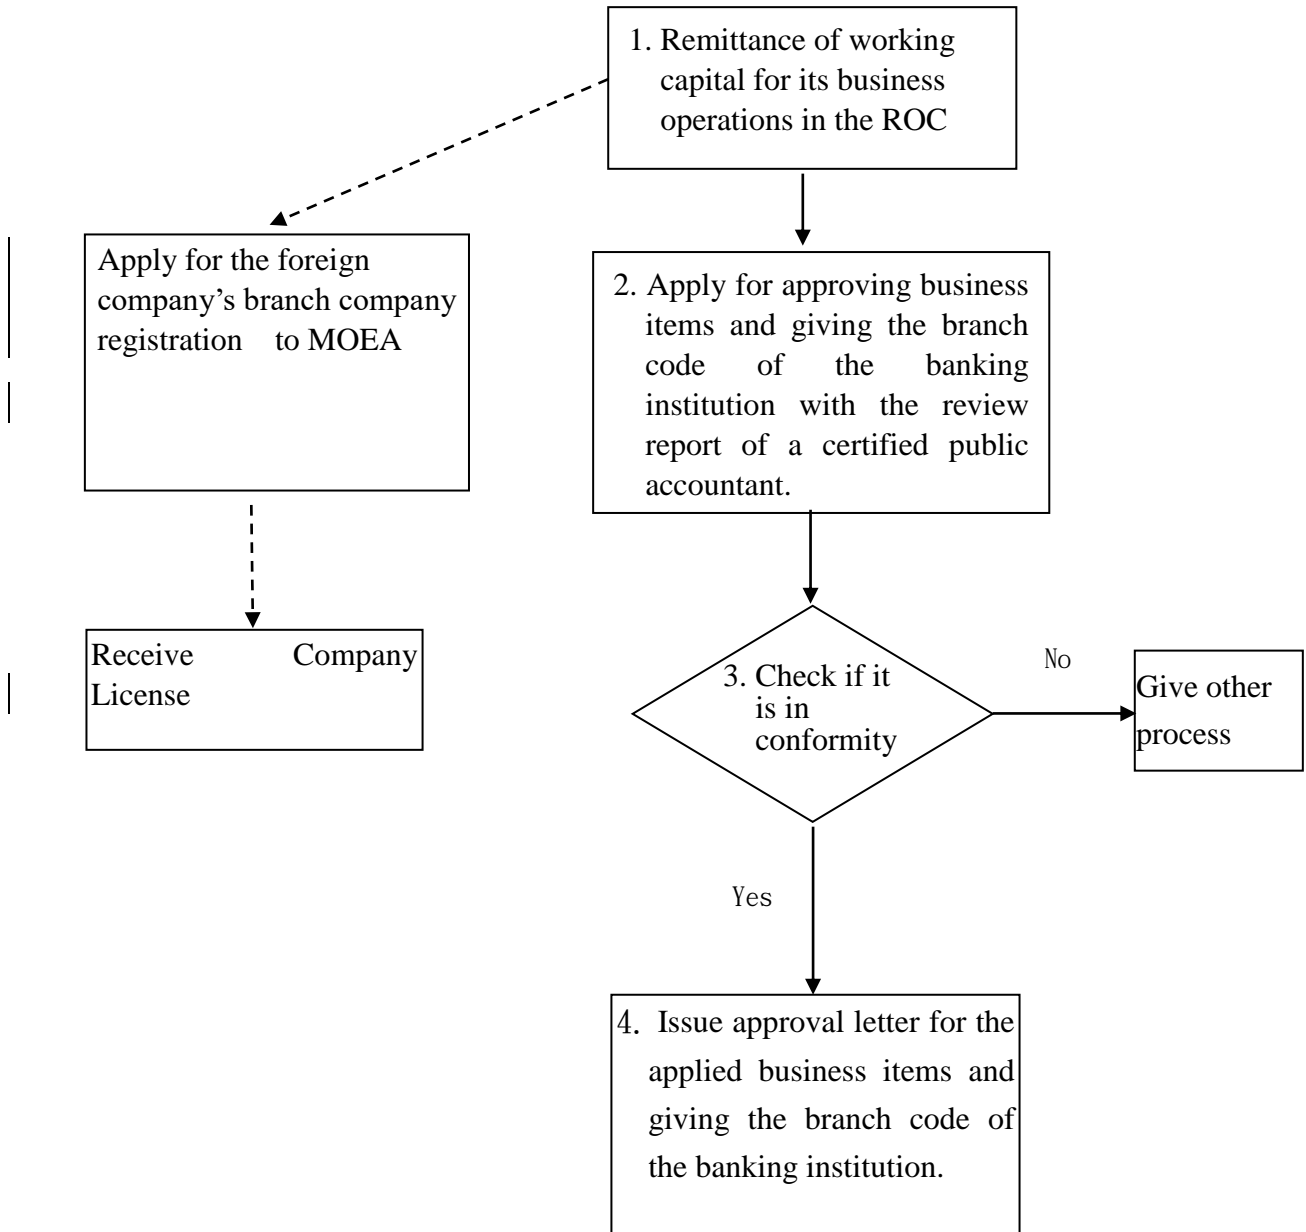 1. Remittance of working
capital for its business
operations in the ROC
Apply for the foreign
company’s branch company
registration to MOEA
2. Apply for approving business
items and giving the branch
code of the banking
institution with the review
report of a certified public
accountant.
Receive Company
License
3. Check if it
is in
conformity
No
Give other
process
Yes
4. Issue approval letter for the
applied business items and
giving the branch code of
the banking institution.